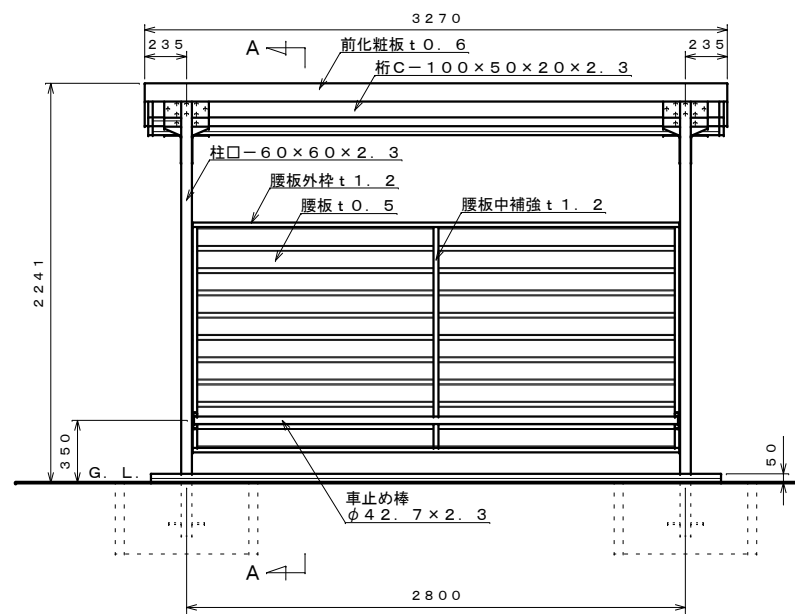 3270
235
A
前化粧板t0.6
235
桁C-100×50×20×2.3
柱口-60×60×2.3
腰板外枠t1.2
腰板t0.5
腰板中補強t1.2
2241
350
G.L.
50
車止め棒
φ42.7×2.3
A
2800